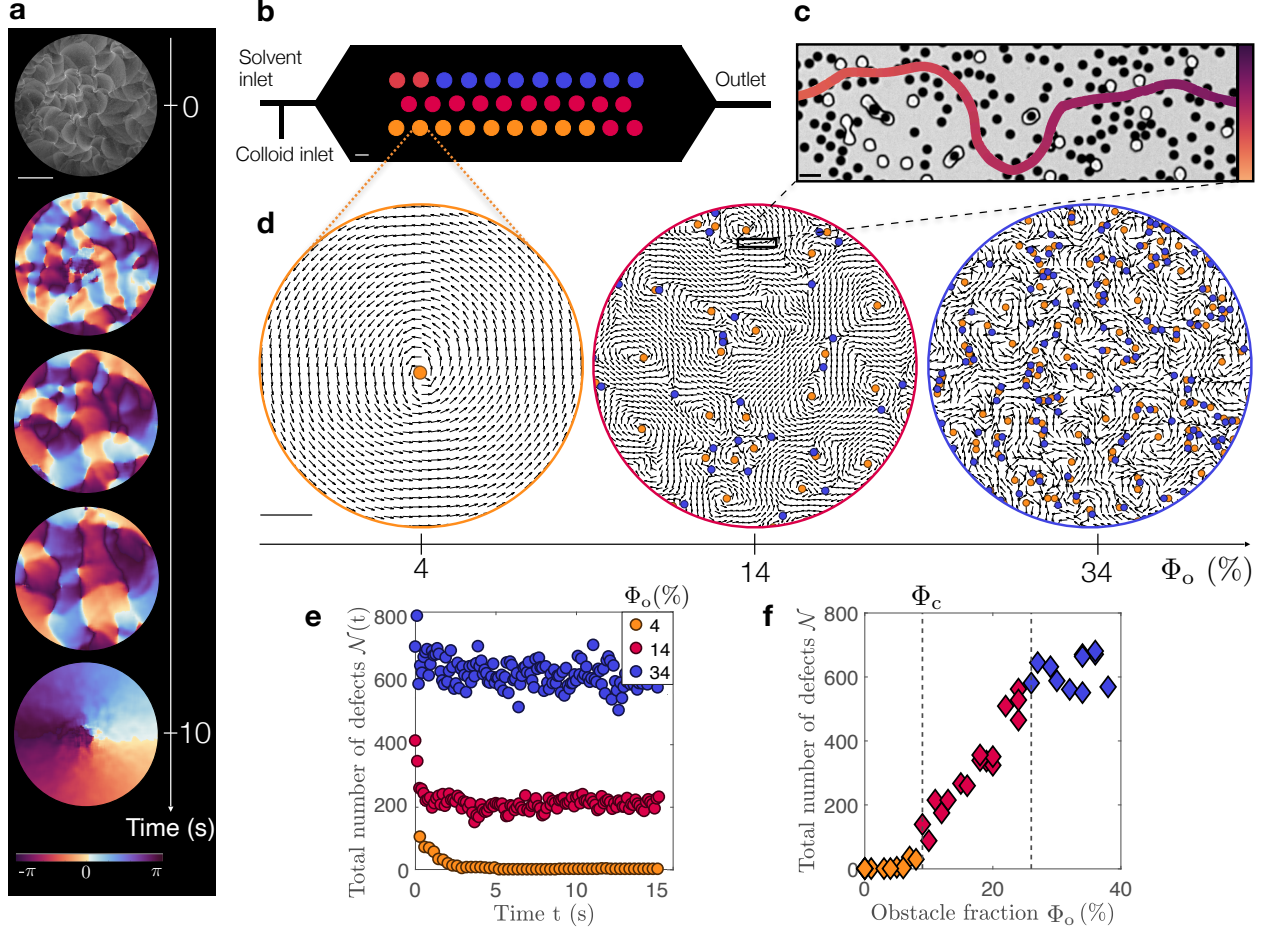 a
0
10
Time (s)
-π
0
π
b
Solvent
inlet
Colloid inlet
Outlet
c
d
4
14
34
Φo (%)
e
Φo(%)
4
14
34
800
600
400
200
0
Total number of defects 𝒩(t)
0
5
10
15
Time t (s)
f
Φc
800
600
400
200
0
Total number of defects 𝒩
0
20
40
Obstacle fraction Φo(%)